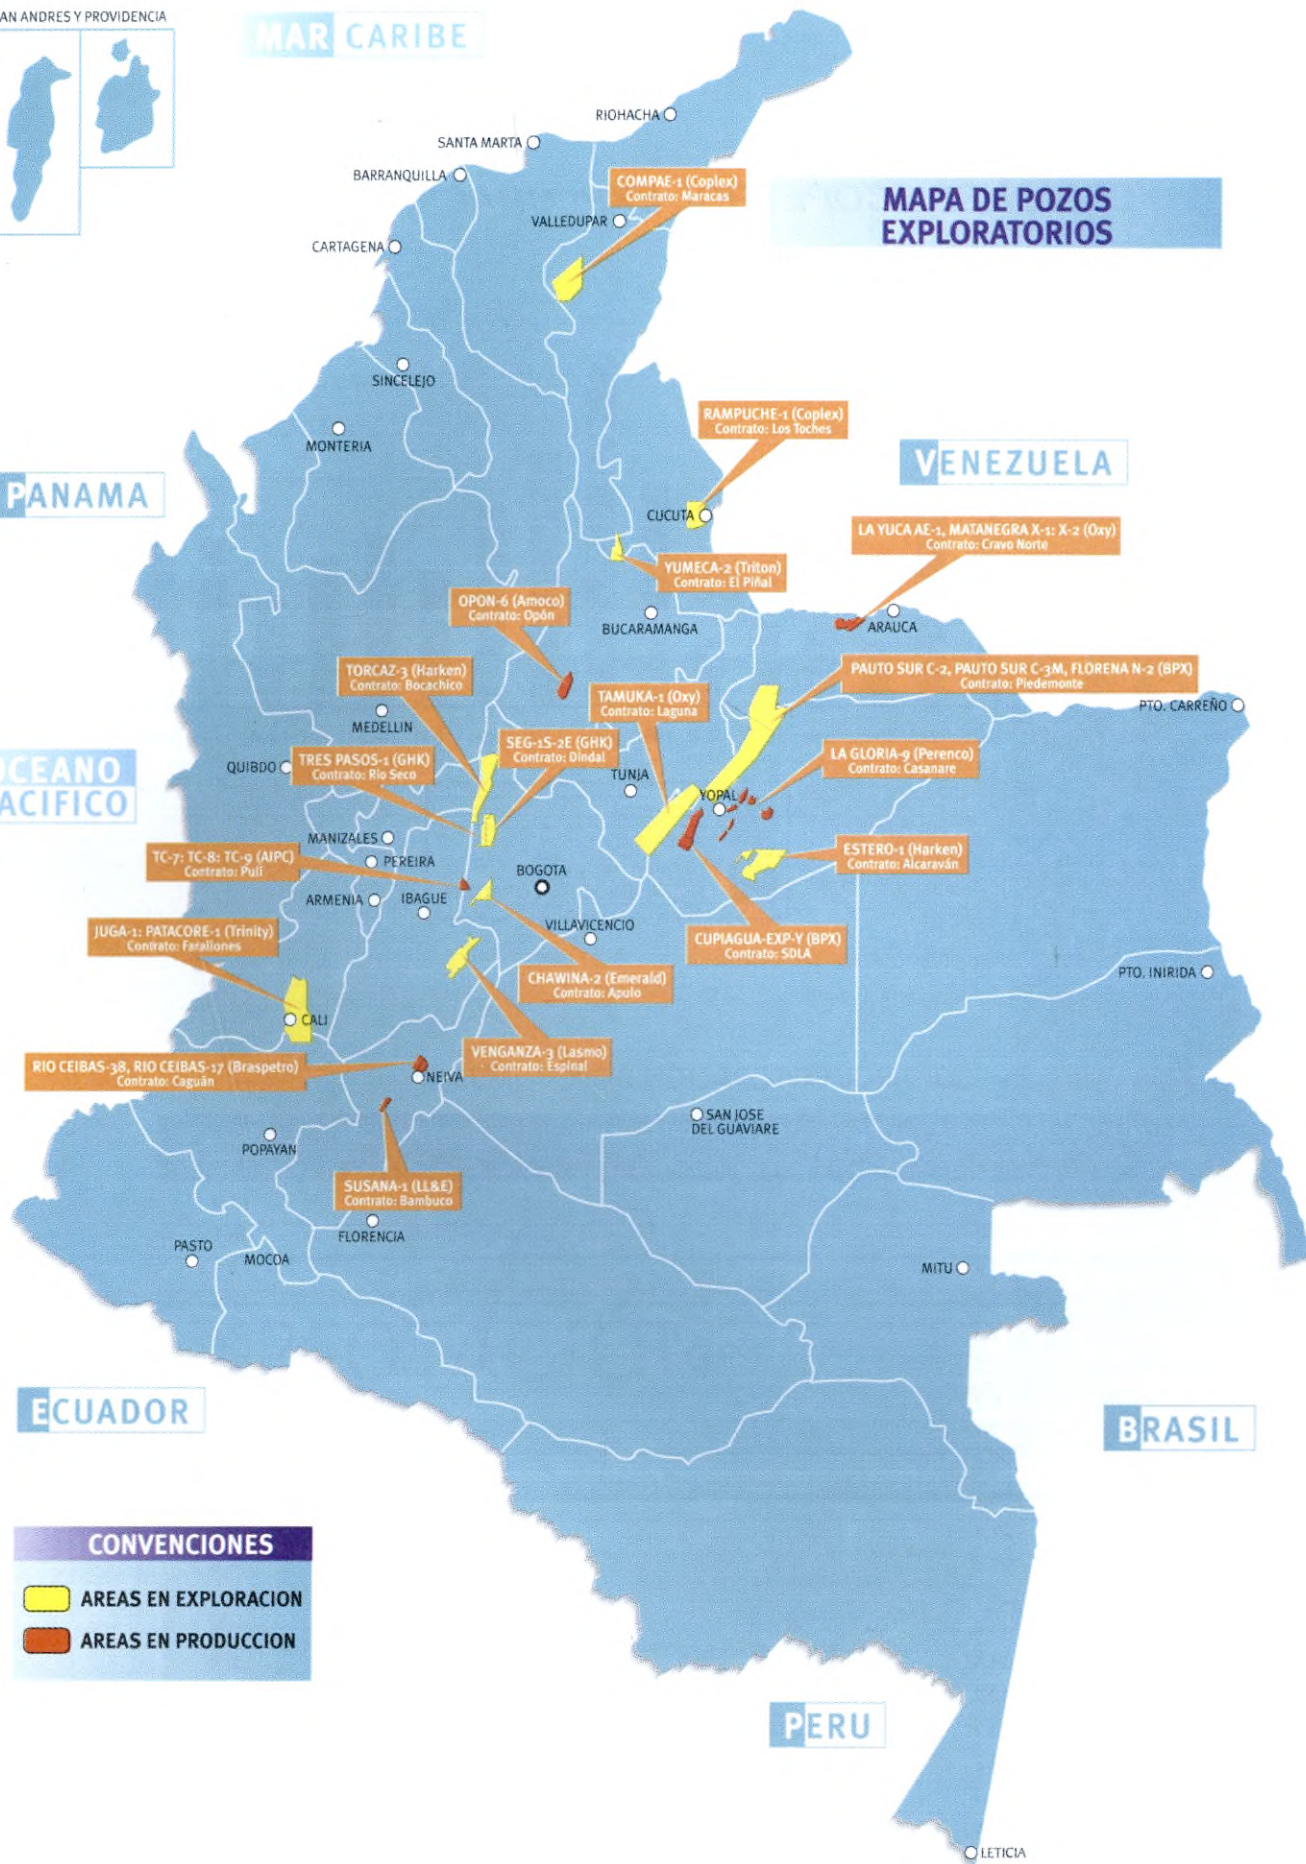 AN ANDRES Y PROVIDENCIA
MAR CARIBE
RIOHACHA
SANTA MARTA
BARRANQUILLA
COMPAE-1 (Coplex)
Contrato: Maracas
MAPA DE POZOS
EXPLORATORIOS
VALLEDUPAR
CARTAGENA
SINCELEJO
MONTERIA
RAMPUCHE-1 (Coplex)
Contrato: Los Toches
VENEZUELA
PANAMA
CUCUTA
LA YUCA AE-1, MATANEGRA X-1: X-2 (Oxy)
Contrato: Cravo Norte
YUMECA-2 (Triton)
Contrato: El Piñal
OPON-6 (Amoco)
Contrato: Opón
BUCARAMANGA
ARAUCA
TORCAZ-3 (Harken)
Contrato: Bocachico
PAUTO SUR C-2, PAUTO SUR C-3M, FLORENA N-2 (BPX)
Contrato: Piedemonte
TAMUKA-1 (Oxy)
Contrato: Laguna
PTO. CARREÑO
MEDELLIN
SEG-1S-2E (GHK)
Contrato: Dindal
OCEANO
PACIFICO
QUIBDO
TRES PASOS-1 (GHK)
Contrato: Rio Seco
LA GLORIA-9 (Perenco)
Contrato: Casanare
TUNJA
YOPAL
MANIZALES
PEREIRA
TC-7: TC-8: TC-9 (AIPC)
Contrato: Pulí
ESTERO-1 (Harken)
Contrato: Alcaraván
BOGOTA
ARMENIA
IBAGUE
VILLAVICENCIO
JUGA-1: PATACORE-1 (Trinity)
Contrato: Farallones
CUPIAGUA-EXP-Y (BPX)
Contrato: SDLA
CHAWINA-2 (Emerald)
Contrato: Apulo
PTO. INIRIDA
CALI
VENGANZA-3 (Lasmo)
Contrato: Espinal
RIO CEIBAS-38, RIO CEIBAS-17 (Braspetro)
Contrato: Caguán
NEIVA
SAN JOSE
DEL GUAVIARE
POPAYAN
SUSANA-1 (LL&E)
Contrato: Bambuco
FLORENCIA
PASTO
MOCOA
MITU
ECUADOR
BRASIL
CONVENCIONES
AREAS EN EXPLORACION
AREAS EN PRODUCCION
PERU
LETICIA